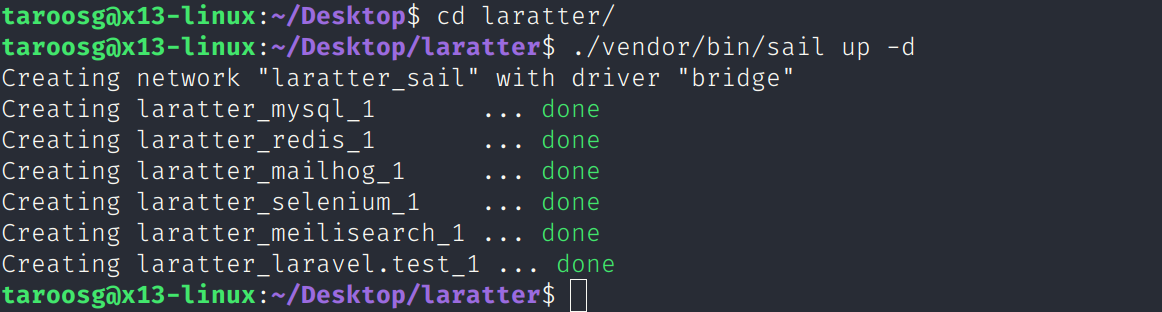 taroosg@x13-linux:~/Desktop$ cd laratter/
taroosg@x13-linux:~/Desktop/laratter$ ./vendor/bin/sail up -d
Creating network "laratter_sail" with driver "bridge"
Creating laratter_mysql_1       ... done
Creating laratter_redis_1       ... done
Creating laratter_mailhog_1     ... done
Creating laratter_selenium_1    ... done
Creating laratter_meilisearch_1 ... done
Creating laratter_laravel.test_1 ... done
taroosg@x13-linux:~/Desktop/laratter$